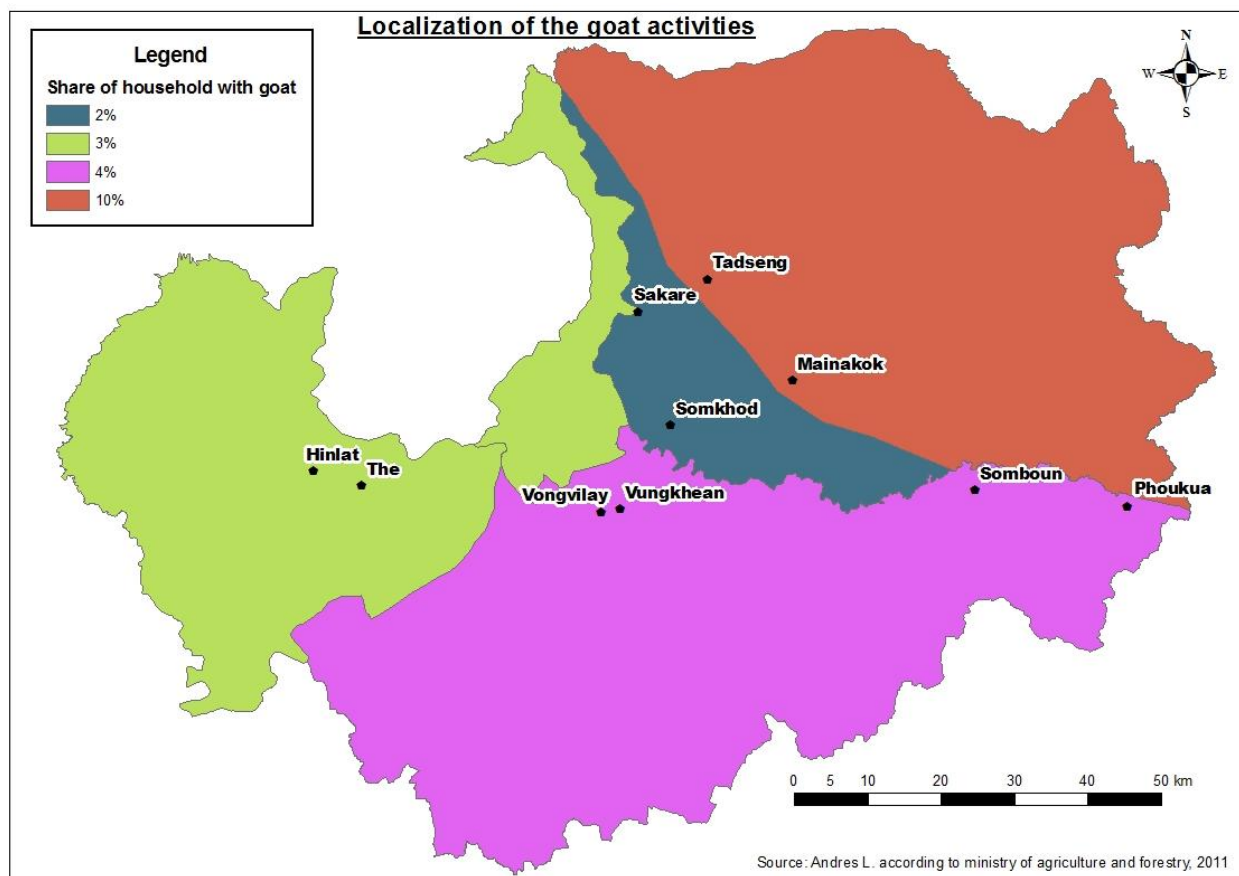 Localization of the goat activities
Legend
Share of household with goat
2%
3%
4%
10%
N
W E
S
Tadseng
Sakare
Mainakok
Somkhod
Hinlat
The
Somboun
Vongvilay
Vungkhean
Phoukua
0 5 10 20 30 40 50 km
Source: Andres L. according to ministry of agriculture and forestry, 2011